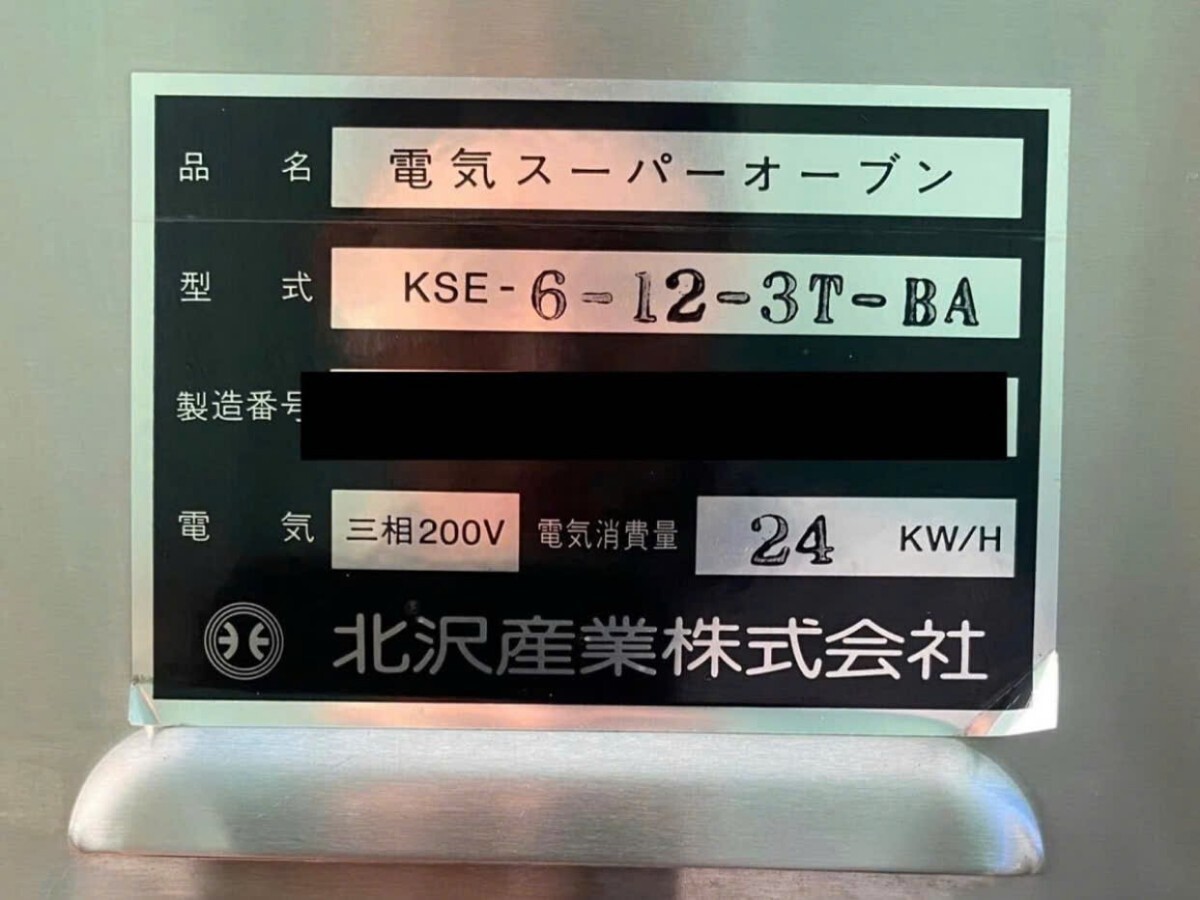 品名 電気スーパーオーブン
型式 KSE-6-12-3T-BA
製造番号
電気 三相200V 電気消費量 24 KW/H
北沢産業株式会社